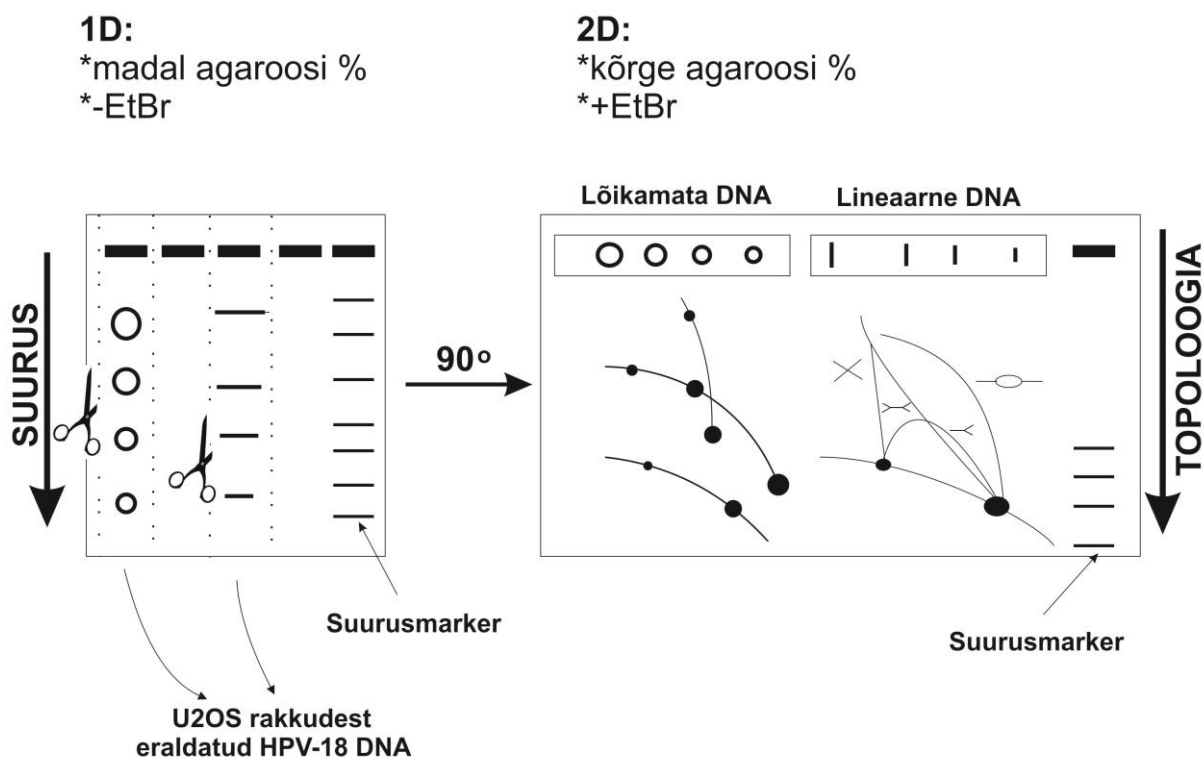 1D:
*madal agaroosi %
*-EtBr
2D:
*kõrge agaroosi %
*+EtBr
Lõikamata DNA
Lineaarne DNA
SUURUS
90º
TOPOLOOGIA
Suurusmarker
Suurusmarker
U2OS rakkudest
eraldatud HPV-18 DNA